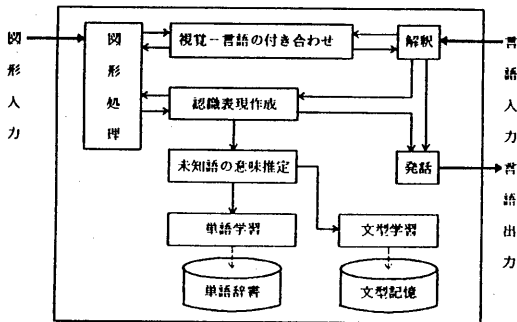 図形入力
図形処理
視覚－言語の付き合わせ
解釈
言語入力
認識表現作成
未知語の意味推定
発話
言語出力
単語学習
文型学習
単語辞書
文型記憶